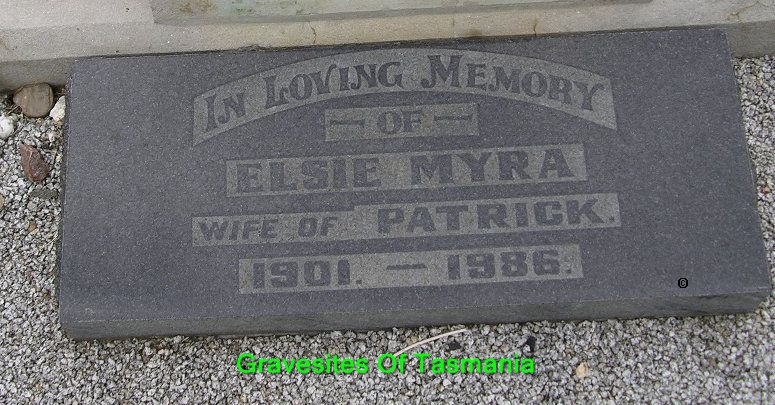 IN LOVING MEMORY
— OF —
ELSIE MYRA
WIFE OF PATRICK.
1901. — 1986.
©
Gravesites Of Tasmania